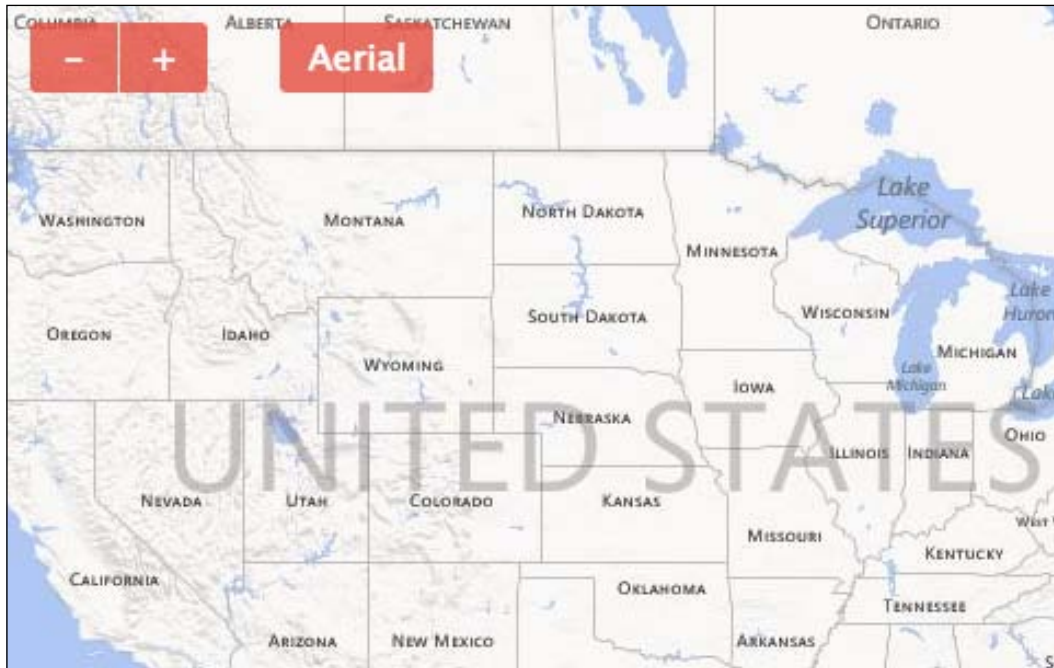 COLUMBIA
ALBERTA
SASKATCHEWAN
ONTARIO
-
+
Aerial
Lake
Superior
WASHINGTON
MONTANA
NORTH DAKOTA
MINNESOTA
Lake
Huron
OREGON
IDAHO
SOUTH DAKOTA
WISCONSIN
WYOMING
MICHIGAN
Lake
Michigan
IOWA
Lake
NEBRASKA
UNITED STATES
OHIO
ILLINOIS
INDIANA
NEVADA
UTAH
COLORADO
KANSAS
WEST
MISSOURI
KENTUCKY
CALIFORNIA
OKLAHOMA
TENNESSEE
ARIZONA
NEW MEXICO
ARKANSAS